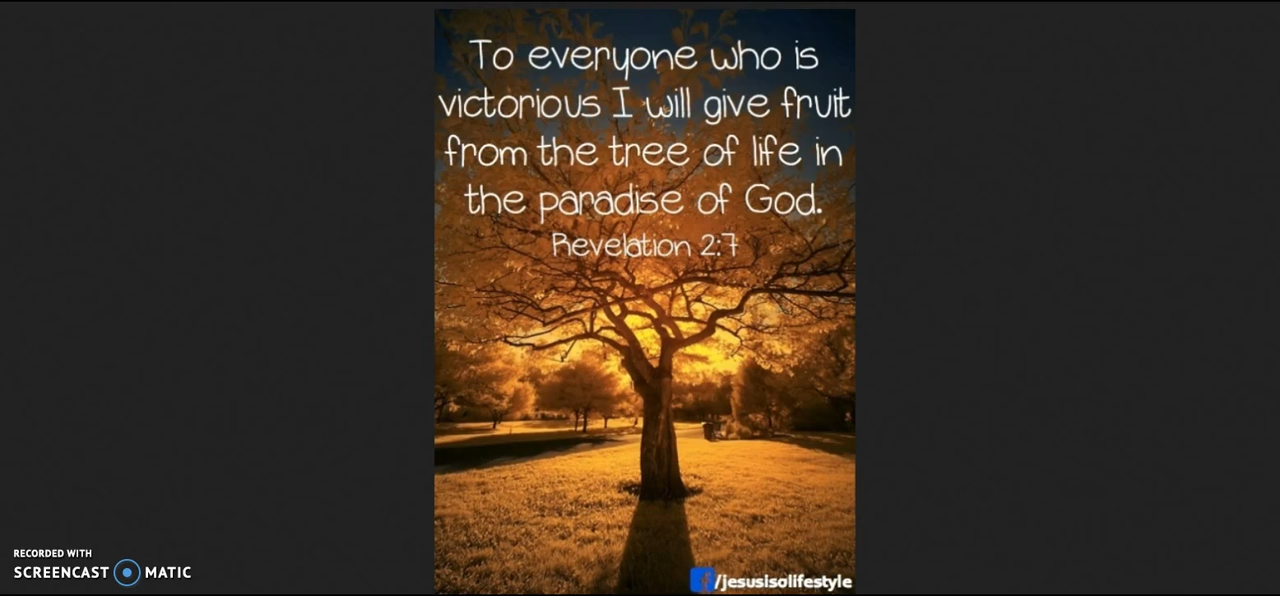 To everyone who is
victorious I will give fruit
from the tree of life in
the paradise of God.
Revelation 2:7
RECORDED WITH
SCREENCAST MATIC
f/jesusisolifestyle